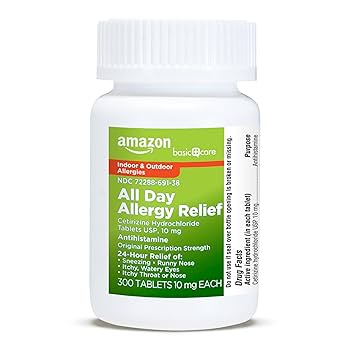 amazon
basic care
Indoor & Outdoor
Allergies
NDC 72288-691-38
All Day
Allergy Relief
Cetirizine Hydrochloride
Tablets USP, 10 mg
Antihistamine
Original Prescription Strength
24-Hour Relief of:
• Sneezing • Runny Nose
• Itchy, Watery Eyes
• Itchy Throat or Nose
300 TABLETS 10 mg EACH
Do not use if seal over bottle opening is broken or missing.
Drug Facts
Active ingredient (in each tablet)
Purpose
Cetirizine hydrochloride USP, 10 mg
Antihistamine